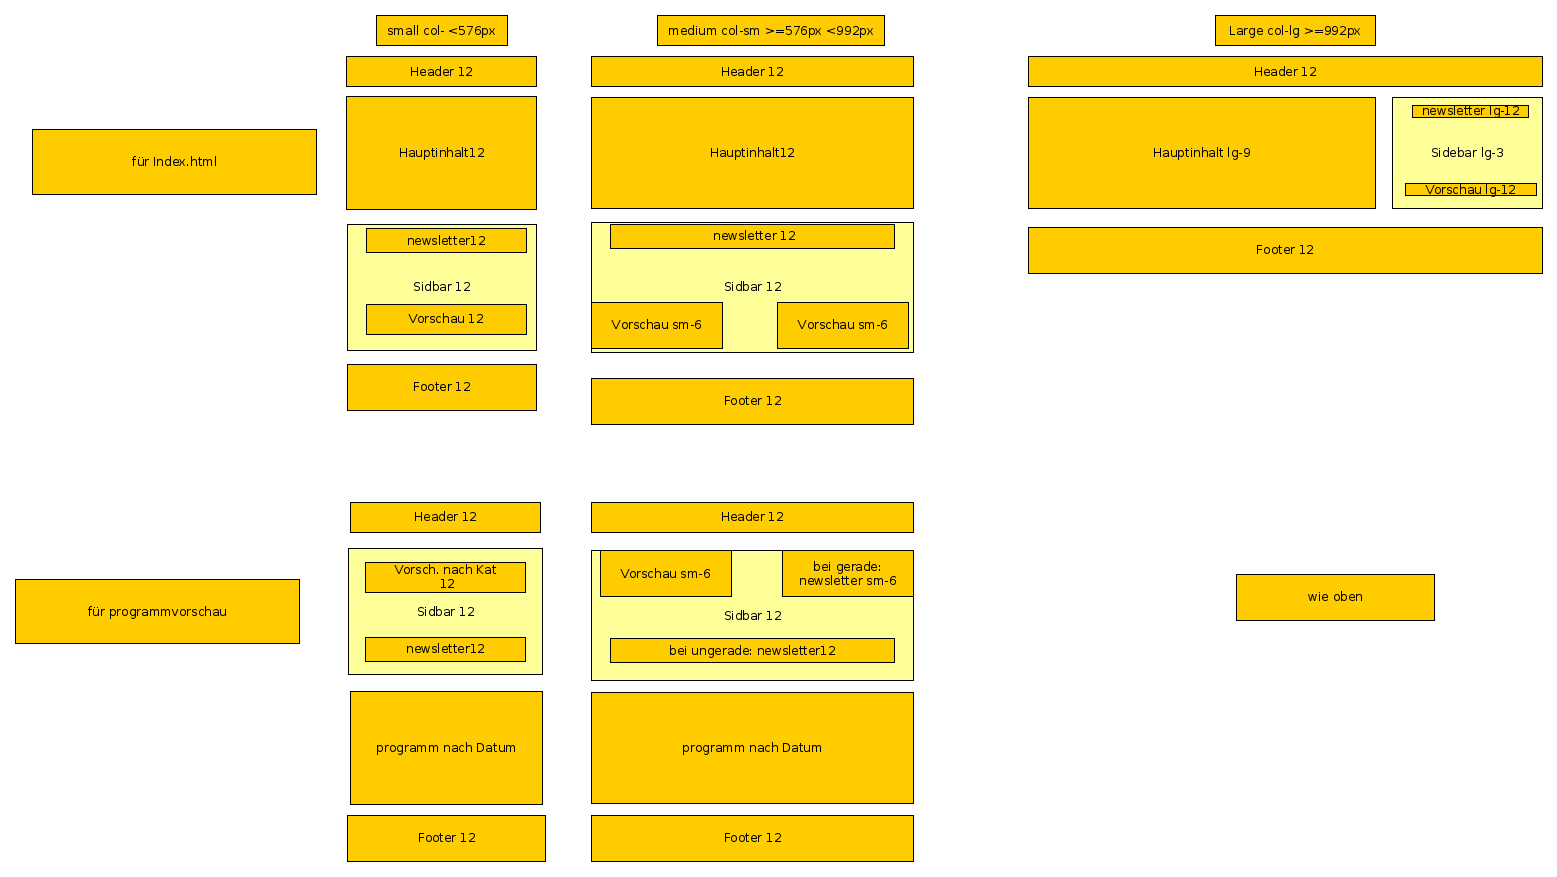 small col- <576px
medium col-sm >=576px <992px
Large col-lg >=992px
für Index.html
Header 12
Hauptinhalt12
newsletter12
Sidbar 12
Vorschau 12
Footer 12
Header 12
Hauptinhalt12
newsletter 12
Sidbar 12
Vorschau sm-6
Vorschau sm-6
Footer 12
Header 12
Hauptinhalt lg-9
newsletter lg-12
Sidebar lg-3
Vorschau lg-12
Footer 12
für programmvorschau
Header 12
Vorsch. nach Kat
12
Sidbar 12
newsletter12
programm nach Datum
Footer 12
Header 12
Vorschau sm-6
bei gerade:
newsletter sm-6
Sidbar 12
bei ungerade: newsletter12
programm nach Datum
Footer 12
wie oben